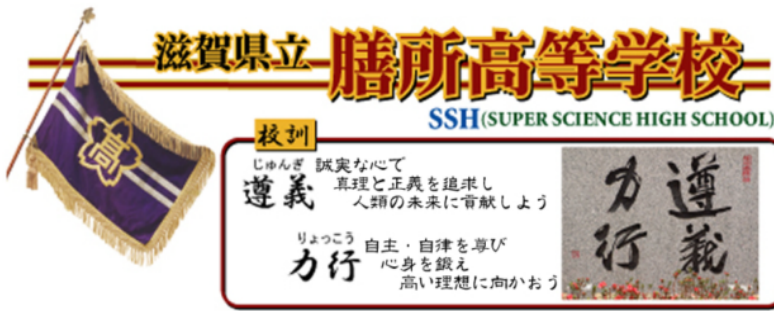 滋賀県立 膳所高等学校
SSH(SUPER SCIENCE HIGH SCHOOL)
高
校訓
じゅんぎ
遵義
誠実な心で
真理と正義を追求し
人類の未来に貢献しよう
りょっこう
力行
自主・自律を尊び
心身を鍛え
高い理想に向かおう
遵義
力行